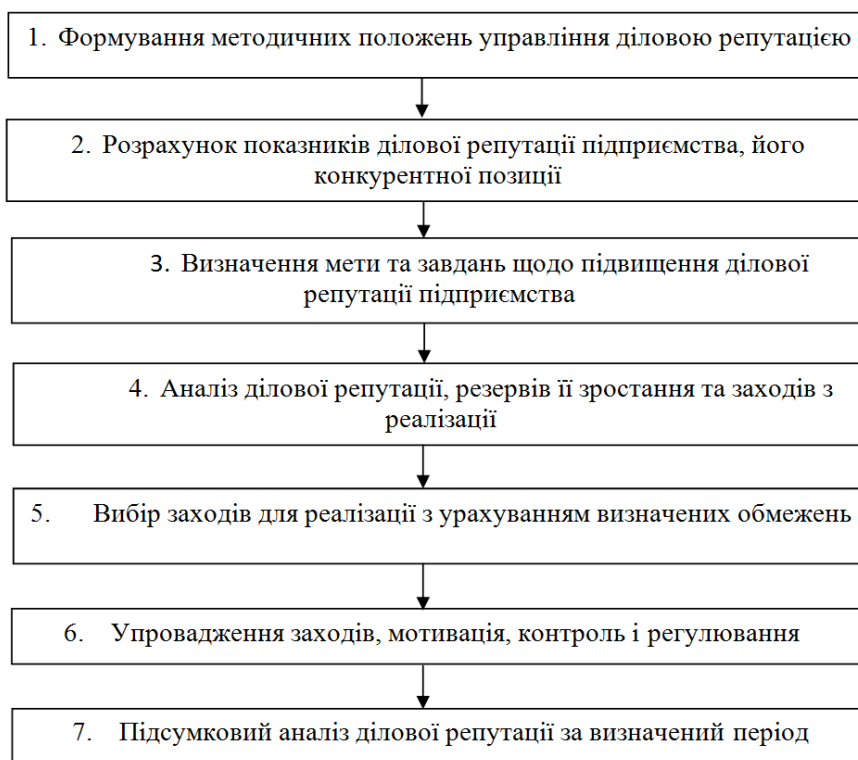 1. Формування методичних положень управління діловою репутацією
2. Розрахунок показників ділової репутації підприємства, його
конкурентної позиції
3. Визначення мети та завдань щодо підвищення ділової
репутації підприємства
4. Аналіз ділової репутації, резервів її зростання та заходів з
реалізації
5. Вибір заходів для реалізації з урахуванням визначених обмежень
6. Упровадження заходів, мотивація, контроль і регулювання
7. Підсумковий аналіз ділової репутації за визначений період